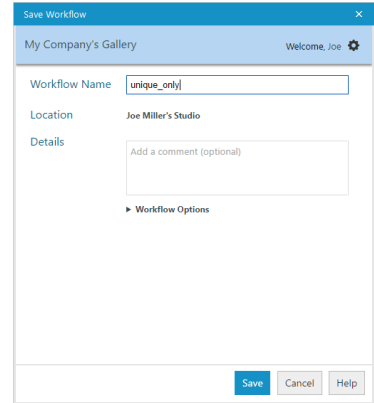 Save Workflow
My Company's Gallery
Welcome, Joe
Workflow Name
unique_only
Location
Joe Miller's Studio
Details
Add a comment (optional)
Workflow Options
Save Cancel Help